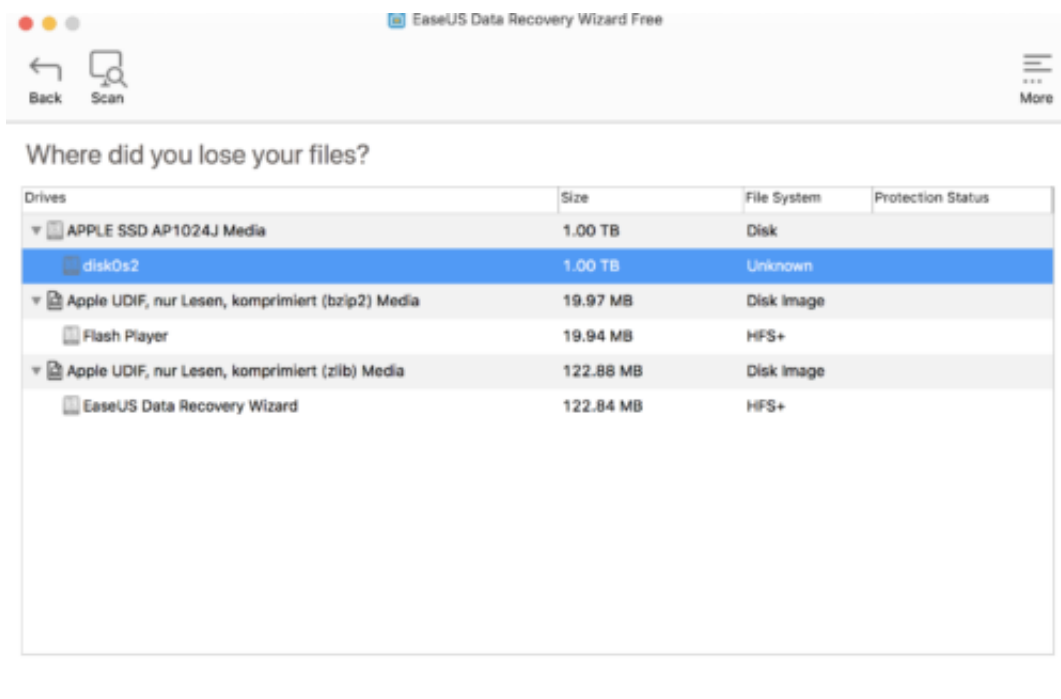 EaseUS Data Recovery Wizard Free
Back Scan More
Where did you lose your files?
Drives Size File System Protection Status
APPLE SSD AP1024J Media 1.00 TB Disk
disk0s2 1.00 TB Unknown
Apple UDIF, nur Lesen, komprimiert (bzip2) Media 19.97 MB Disk Image
Flash Player 19.94 MB HFS+
Apple UDIF, nur Lesen, komprimiert (zlib) Media 122.88 MB Disk Image
EaseUS Data Recovery Wizard 122.84 MB HFS+